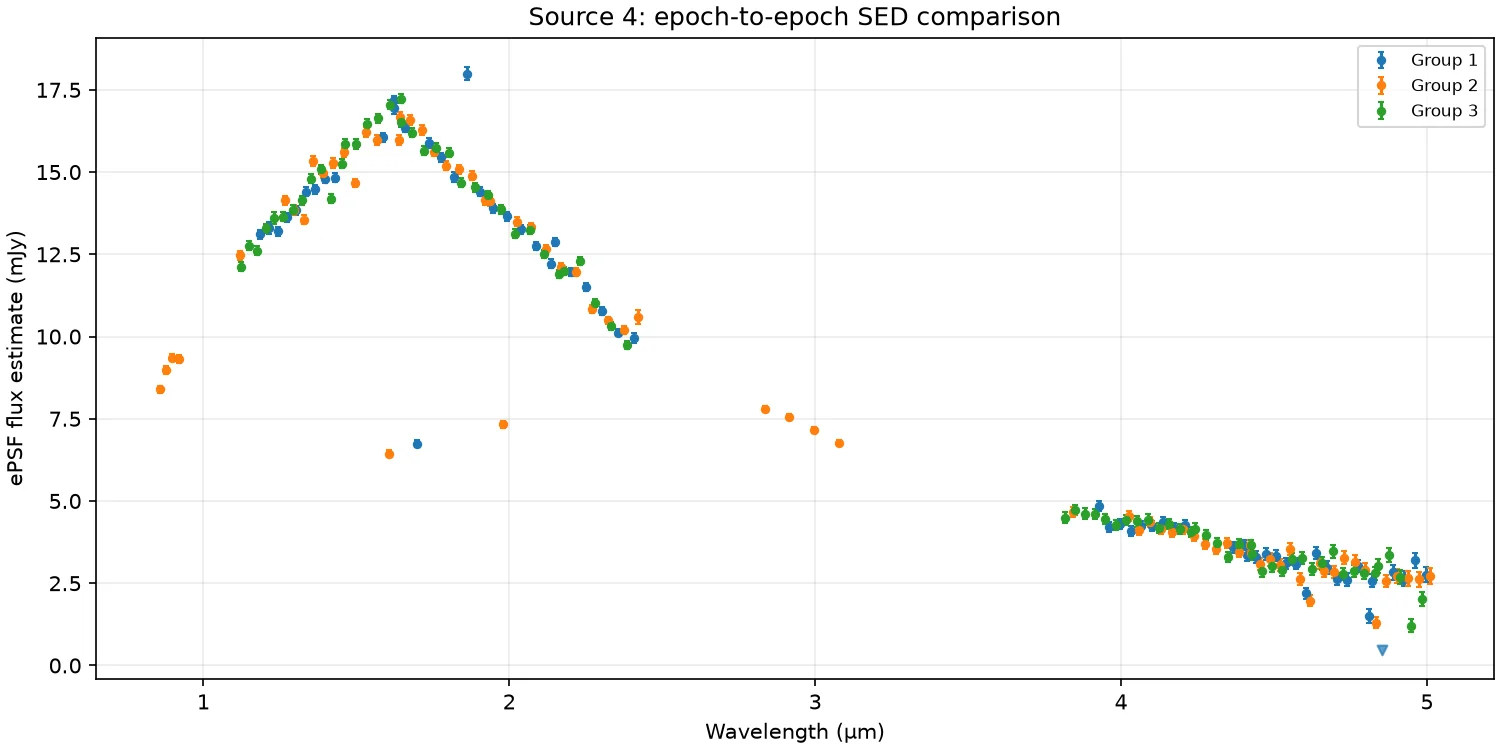 Source 4: epoch-to-epoch SED comparison
Group 1
Group 2
Group 3
ePSF flux estimate (mJy)
17.5
15.0
12.5
10.0
7.5
5.0
2.5
0.0
1 2 3 4 5
Wavelength (μm)